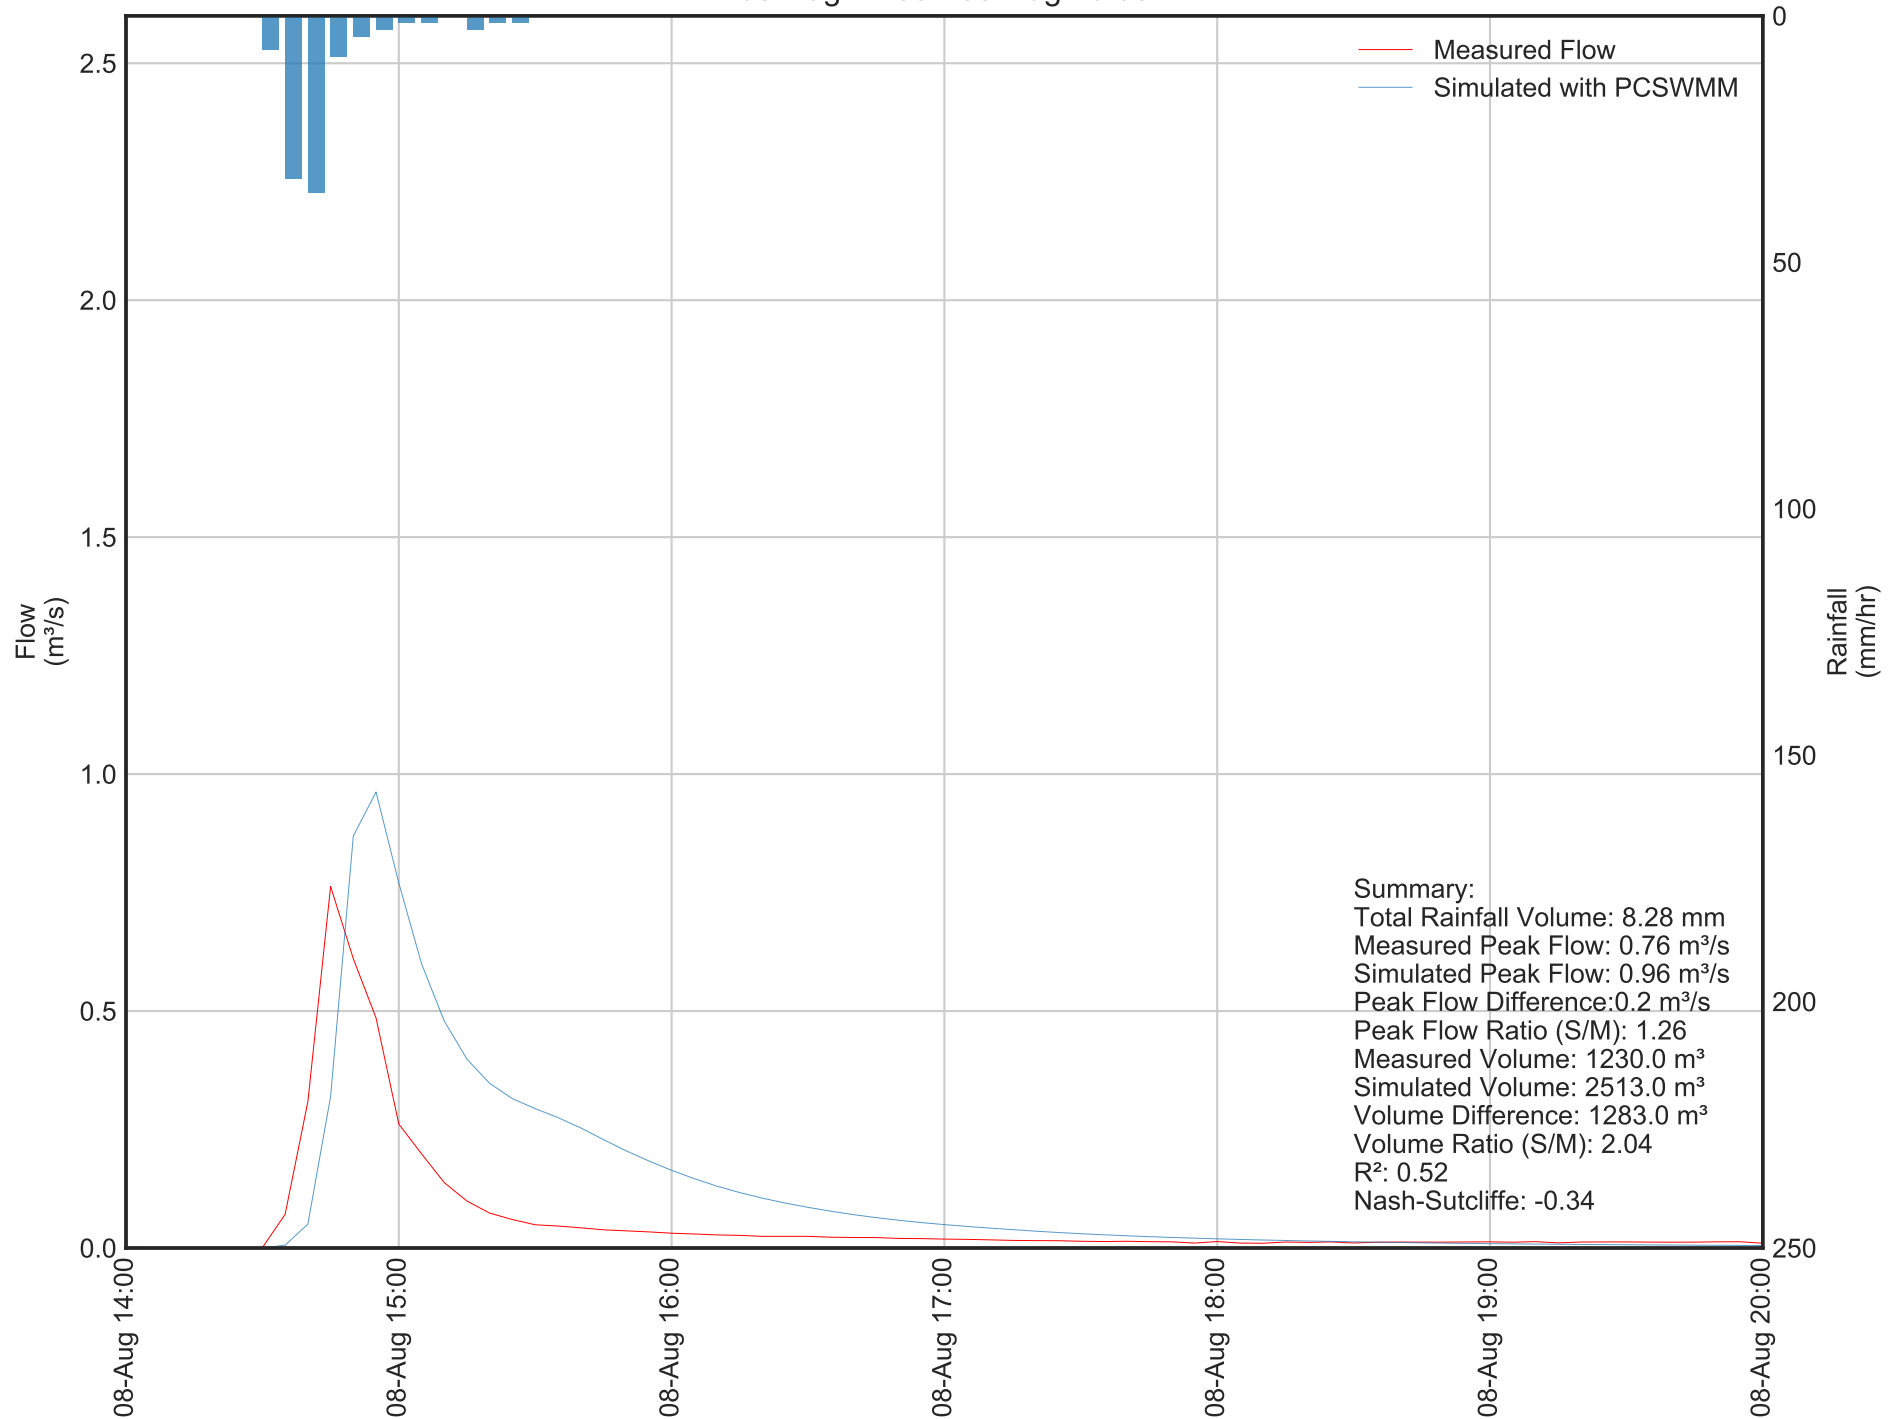 0
Measured Flow
Simulated with PCSWMM
2.5
2.0
1.5
1.0
0.5
0.0
50
100
150
200
250
Flow
(m³/s)
Rainfall
(mm/hr)
Summary:
Total Rainfall Volume: 8.28 mm
Measured Peak Flow: 0.76 m³/s
Simulated Peak Flow: 0.96 m³/s
Peak Flow Difference:0.2 m³/s
Peak Flow Ratio (S/M): 1.26
Measured Volume: 1230.0 m³
Simulated Volume: 2513.0 m³
Volume Difference: 1283.0 m³
Volume Ratio (S/M): 2.04
R²: 0.52
Nash-Sutcliffe: -0.34
08-Aug 14:00
08-Aug 15:00
08-Aug 16:00
08-Aug 17:00
08-Aug 18:00
08-Aug 19:00
08-Aug 20:00